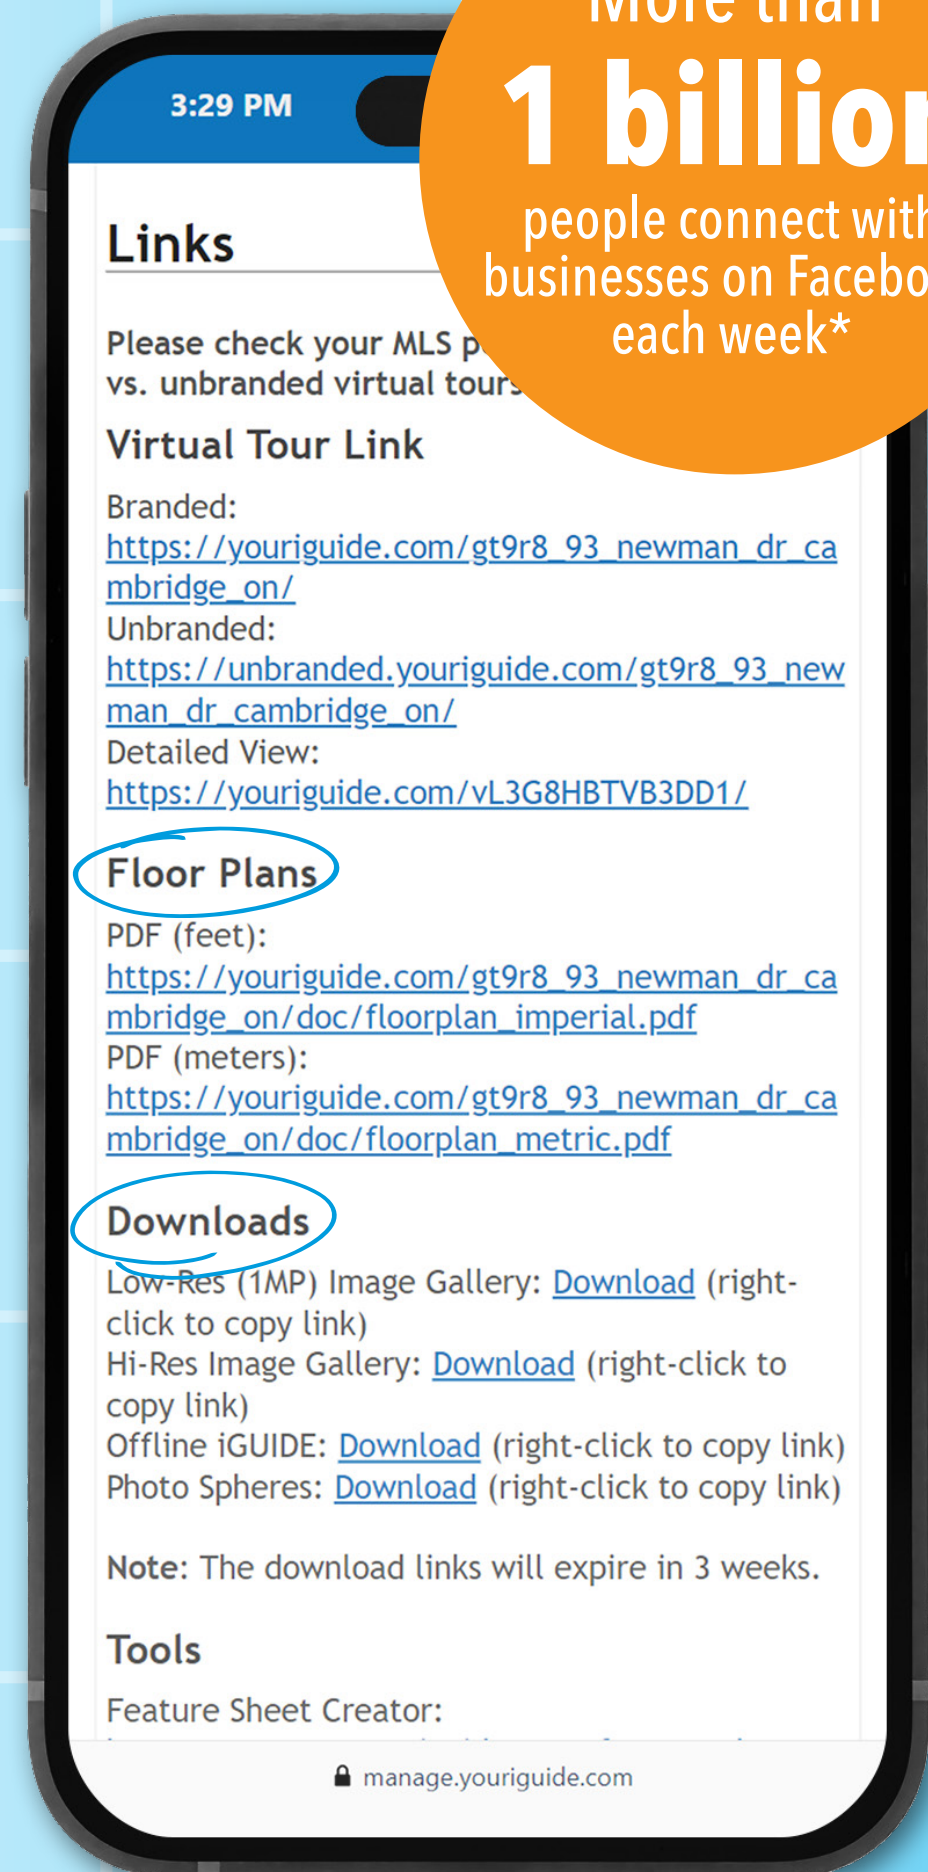 More than
1 billion
people connect with
businesses on
each week*
3:29 PM
Links
Please check your MLS
vs. unbranded virtual tours
Virtual Tour Link
Branded:
https://youriguide.com/gt9r8_93_newman_dr_ca
mbridge_on/
Unbranded:
https://unbranded.youriguide.com/gt9r8_93_new
man_dr_cambridge_on/
Detailed View:
https://youriguide.com/vL3G8HBTVB3DD1/
Floor Plans
PDF (feet):
https://youriguide.com/gt9r8_93_newman_dr_ca
mbridge_on/doc/floorplan_imperial.pdf
PDF (meters):
https://youriguide.com/gt9r8_93_newman_dr_ca
mbridge_on/doc/floorplan_metric.pdf
Downloads
Low-Res (1MP) Image Gallery: Download (right-
click to copy link)
Hi-Res Image Gallery: Download (right-click to
copy link)
Offline iGUIDE: Download (right-click to copy link)
Photo Spheres: Download (right-click to copy link)
Note: The download links will expire in 3 weeks.
Tools
Feature Sheet Creator:
manage.youriguide.com